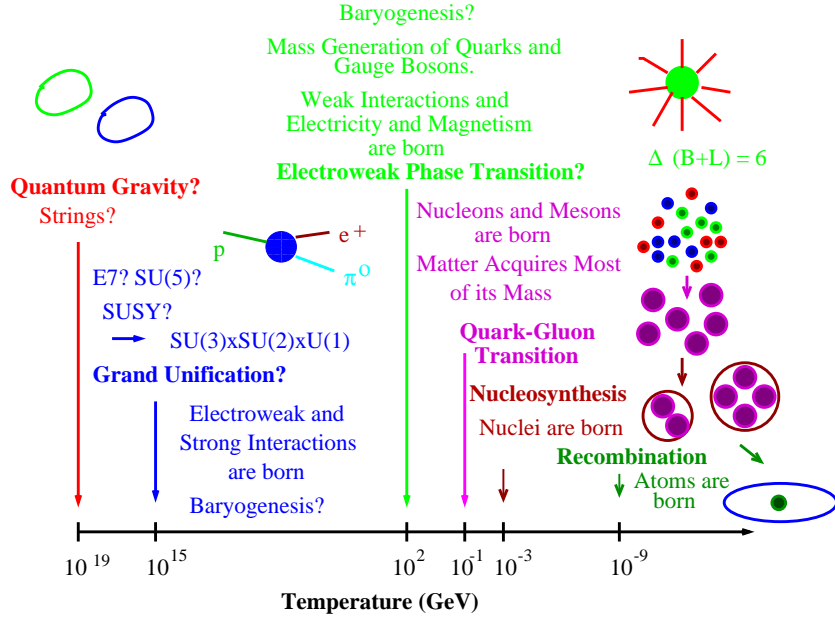 Baryogenesis?
Mass Generation of Quarks and
Gauge Bosons.
Weak Interactions and
Electricity and Magnetism
are born
Electroweak Phase Transition?
Δ (B+L) = 6
Quantum Gravity?
Strings?
p
e+
π0
E7? SU(5)?
SUSY?
SU(3)xSU(2)xU(1)
Grand Unification?
Electroweak and
Strong Interactions
are born
Baryogenesis?
Nucleons and Mesons
are born
Matter Acquires Most
of its Mass
Quark-Gluon
Transition
Nucleosynthesis
Nuclei are born
Recombination
Atoms are
born
10 19
10 15
10 2
10 -1
10 -3
10 -9
Temperature (GeV)